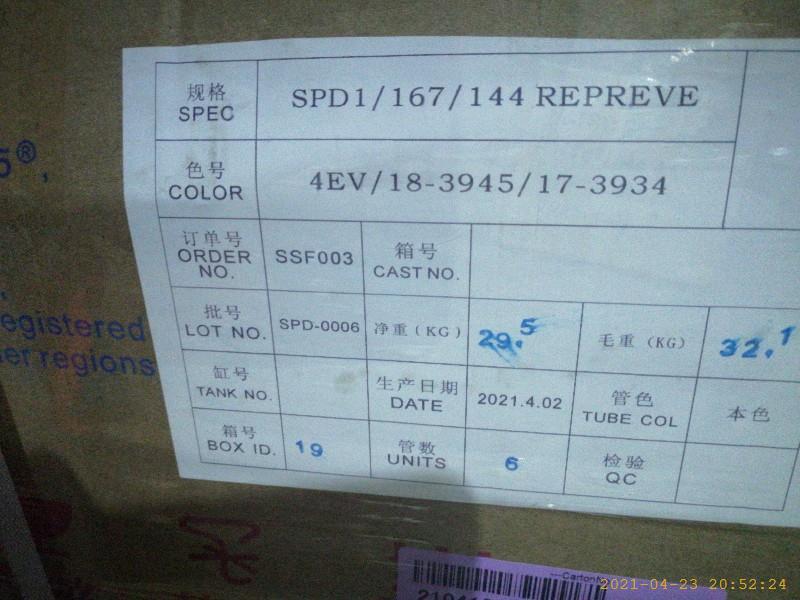 规格
SPEC
SPD1/167/144 REPREVE
色号
COLOR
4EV/18-3945/17-3934
订单号
ORDER
NO.
SSF003
箱号
CAST NO.
批号
LOT NO.
SPD-0006
净重(KG)
29.5
毛重(KG)
32.1
缸号
TANK NO.
生产日期
DATE
2021.4.02
管色
TUBE COL
本色
箱号
BOX ID.
19
管数
UNITS
6
检验
QC
5®,
egistered
er regions
2021-04-23 20:52:24